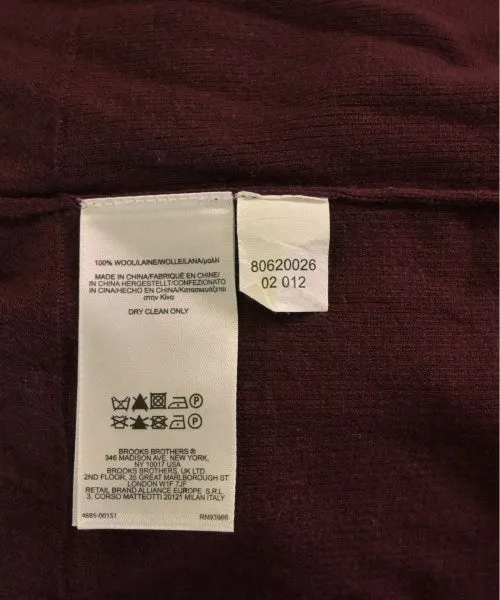 100% WOOL/LAINE/WOLLE/LANA/μαλλί
MADE IN CHINA/FABRIQUÉ EN CHINE/
IN CHINA HERGESTELLT/CONFEZIONATO
IN CINA/HECHO EN CHINA/Κατασκευάζεται
στην Κίνα
DRY CLEAN ONLY
P
P
BROOKS BROTHERS ®
346 MADISON AVE, NEW YORK,
NY 10017 USA
BROOKS BROTHERS, UK LTD.
2ND FLOOR, 35 GREAT MARLBOROUGH ST
LONDON W1F 7JF
RETAIL BRAND ALLIANCE EUROPE S.R.L.
3, CORSO MATTEOTTI 20121 MILAN ITALY
4885-00151
RN93986
80620026
02 012